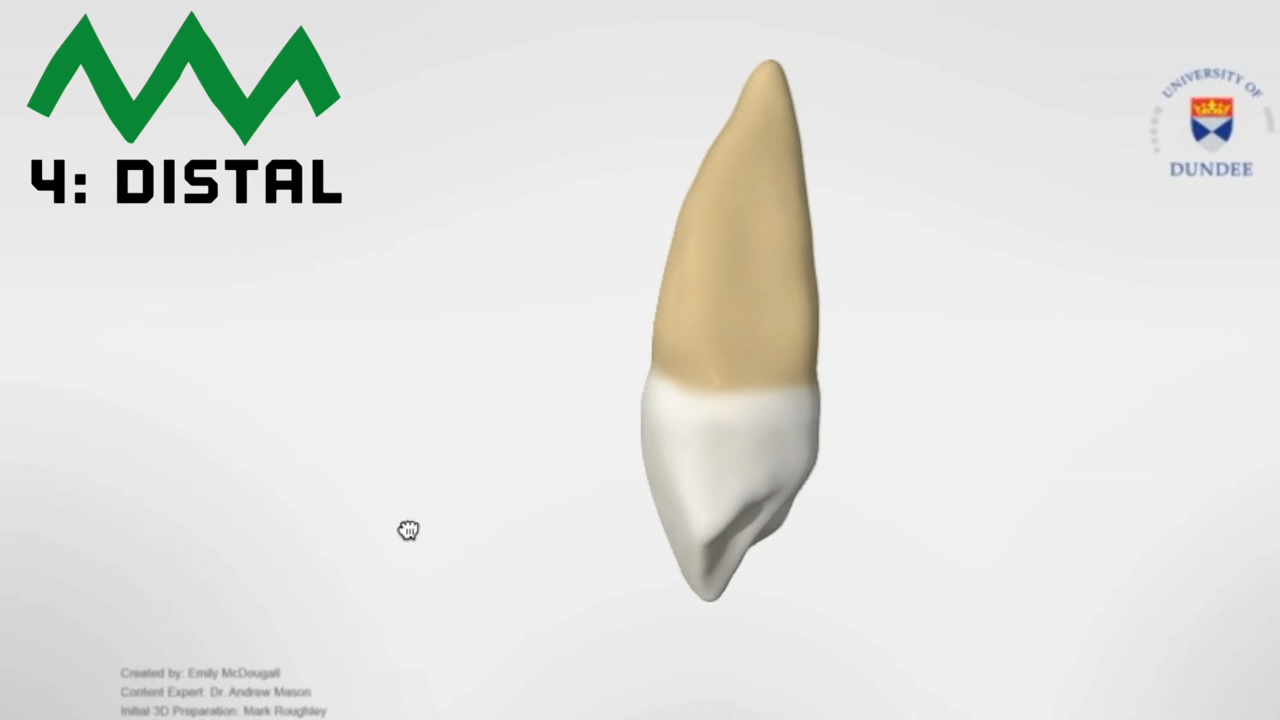 4: DISTAL
UNIVERSITY OF
DUNDEE
Created by: Emily McDougall
Content Expert: Dr. Andrew Mason
Initial 3D Preparation: Mark Roughley